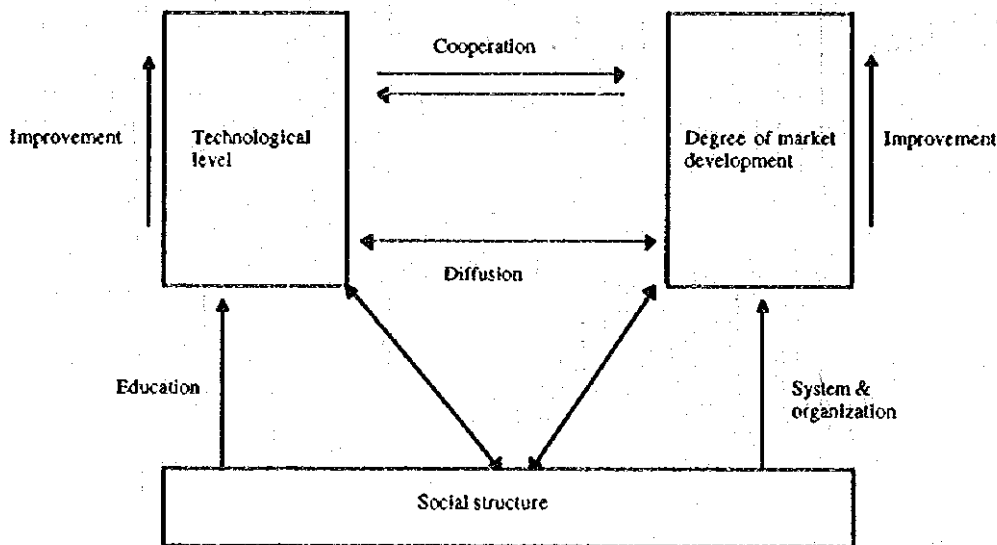 Cooperation
Improvement
Technological
level
Degree of market
development
Improvement
Diffusion
Education
System &
organization
Social structure